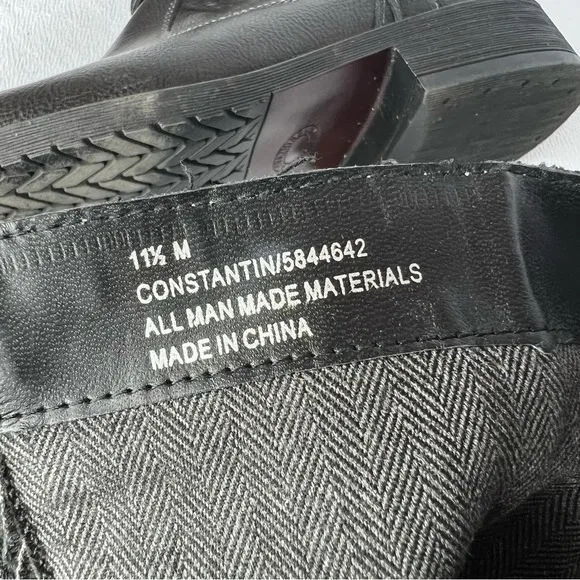 11½ M
CONSTANTIN/5844642
ALL MAN MADE MATERIALS
MADE IN CHINA